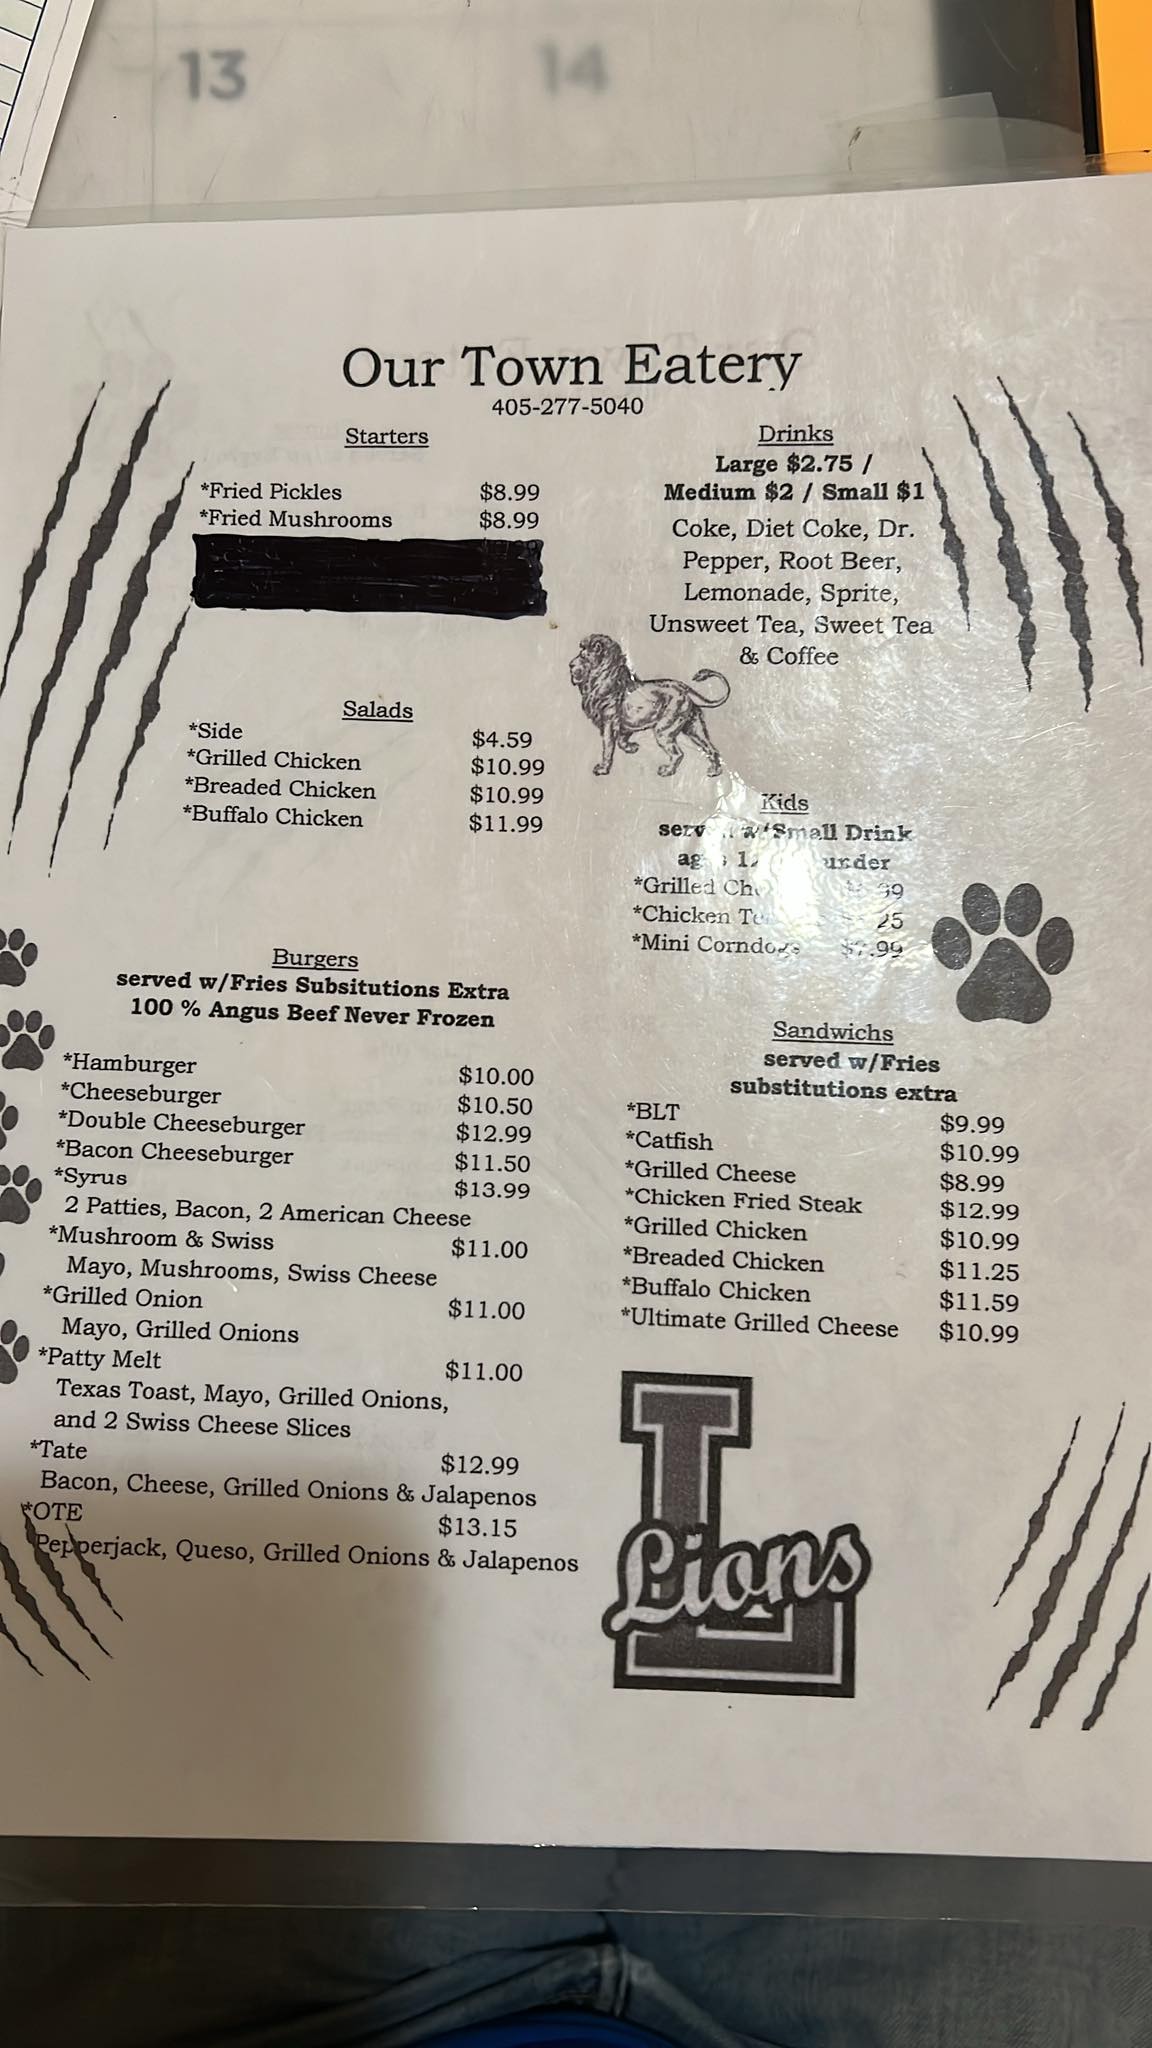 13
14
Our Town Eatery
405-277-5040
Starters
*Fried Pickles $8.99
*Fried Mushrooms $8.99
Salads
*Side $4.59
*Grilled Chicken $10.99
*Breaded Chicken $10.99
*Buffalo Chicken $11.99
Burgers
served w/Fries Subsitutions Extra
100 % Angus Beef Never Frozen
*Hamburger $10.00
*Cheeseburger $10.50
*Double Cheeseburger $12.99
*Bacon Cheeseburger $11.50
*Syrus $13.99
2 Patties, Bacon, 2 American Cheese
*Mushroom & Swiss $11.00
Mayo, Mushrooms, Swiss Cheese
*Grilled Onion $11.00
Mayo, Grilled Onions
*Patty Melt $11.00
Texas Toast, Mayo, Grilled Onions,
and 2 Swiss Cheese Slices
*Tate $12.99
Bacon, Cheese, Grilled Onions & Jalapenos
*OTE $13.15
Pepperjack, Queso, Grilled Onions & Jalapenos
Drinks
Large $2.75 /
Medium $2 / Small $1
Coke, Diet Coke, Dr.
Pepper, Root Beer,
Lemonade, Sprite,
Unsweet Tea, Sweet Tea
& Coffee
Kids
w/Small Drink
under
*Grilled
*Chicken
*Mini Corndogs $7.99
Sandwichs
served w/Fries
substitutions extra
*BLT $9.99
*Catfish $10.99
*Grilled Cheese $8.99
*Chicken Fried Steak $12.99
*Grilled Chicken $10.99
*Breaded Chicken $11.25
*Buffalo Chicken $11.59
*Ultimate Grilled Cheese $10.99
L
Lions